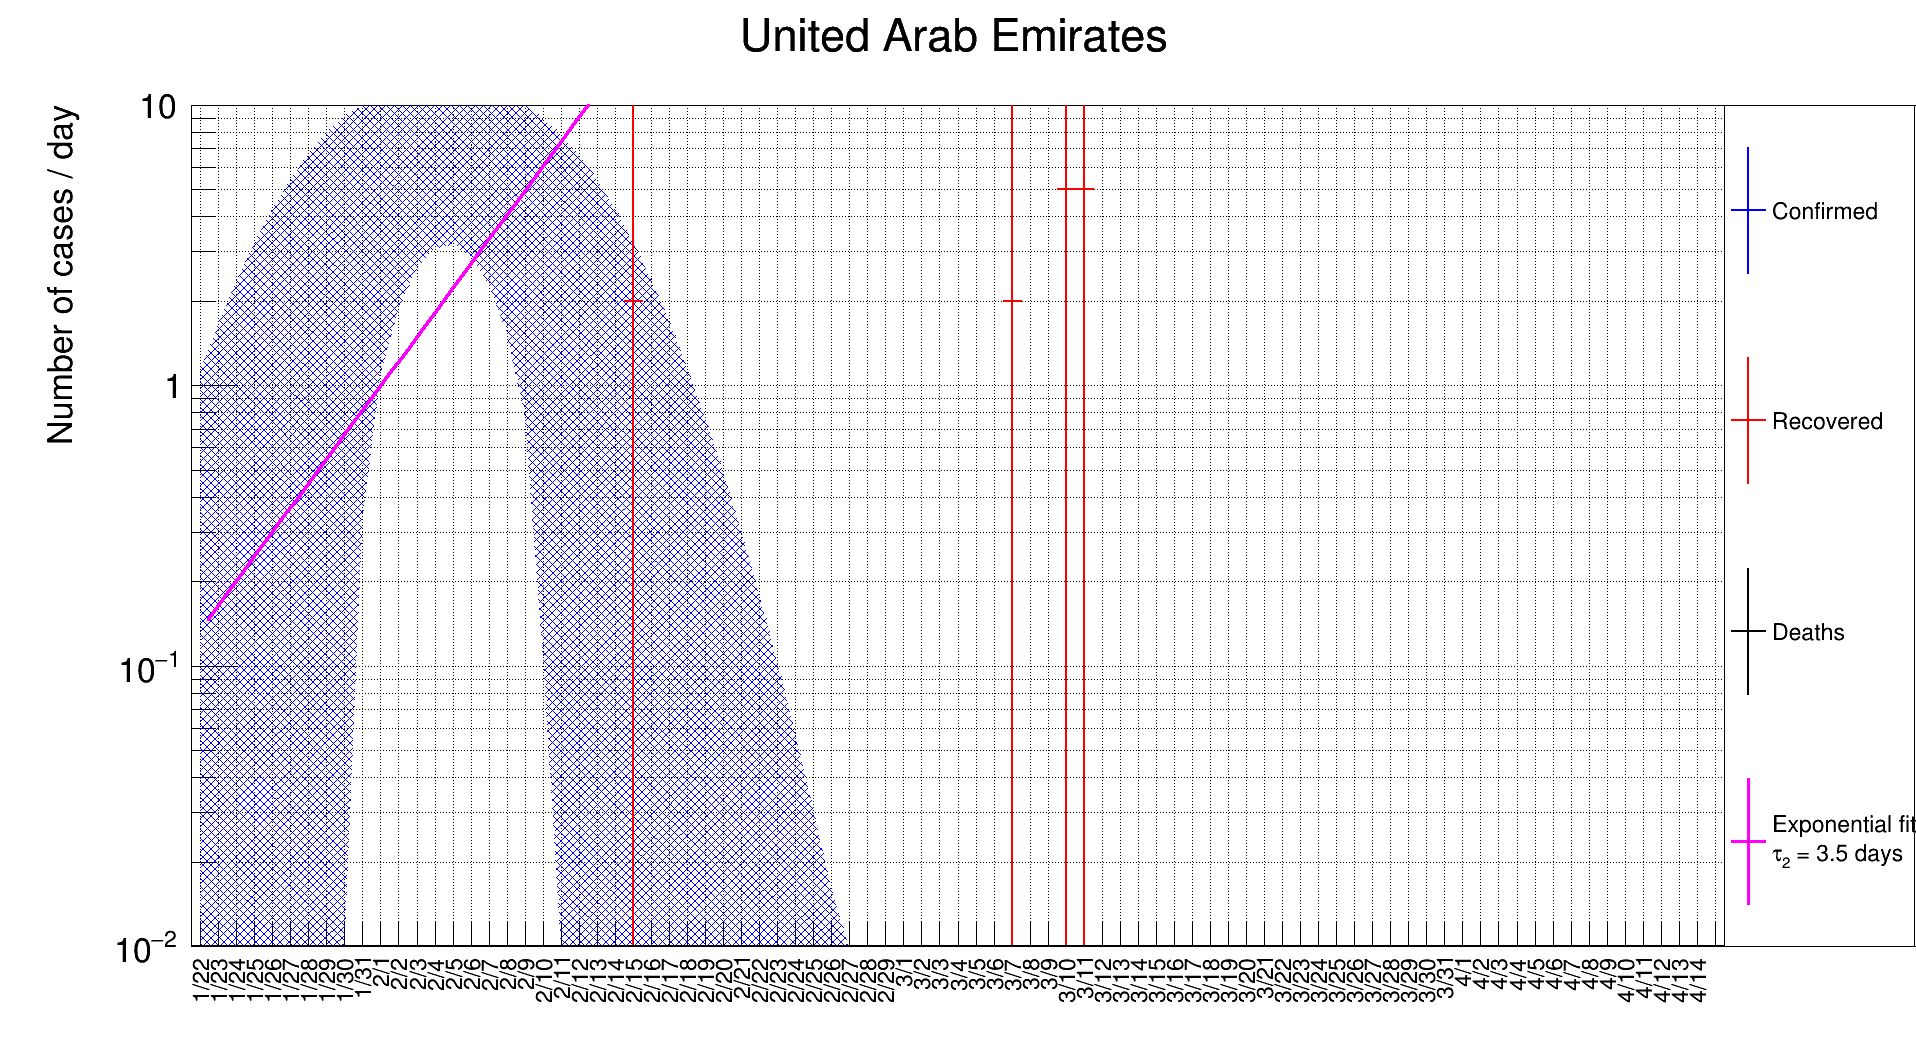 United Arab Emirates
Number of cases / day
10
1
10⁻¹
10⁻²
1/22 1/23 1/24 1/25 1/26 1/27 1/28 1/29 1/30 1/31 2/1 2/2 2/3 2/4 2/5 2/6 2/7 2/8 2/9 2/10 2/11 2/12 2/13 2/14 2/15 2/16 2/17 2/18 2/19 2/20 2/21 2/22 2/23 2/24 2/25 2/26 2/27 2/28 2/29 3/1 3/2 3/3 3/4 3/5 3/6 3/7 3/8 3/9 3/10 3/11 3/12 3/13 3/14 3/15 3/16 3/17 3/18 3/19 3/20 3/21 3/22 3/23 3/24 3/25 3/26 3/27 3/28 3/29 3/30 3/31 4/1 4/2 4/3 4/4 4/5 4/6 4/7 4/8 4/9 4/10 4/11 4/12 4/13 4/14
Confirmed
Recovered
Deaths
Exponential fit
τ₂ = 3.5 days